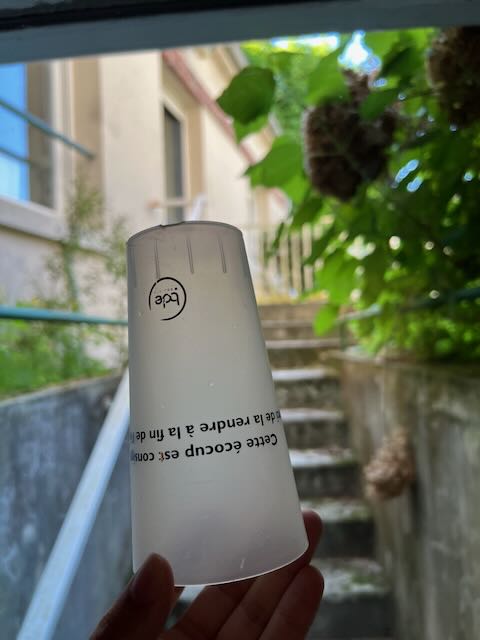 bde
Cette écocup est
de la rendre à la fin de